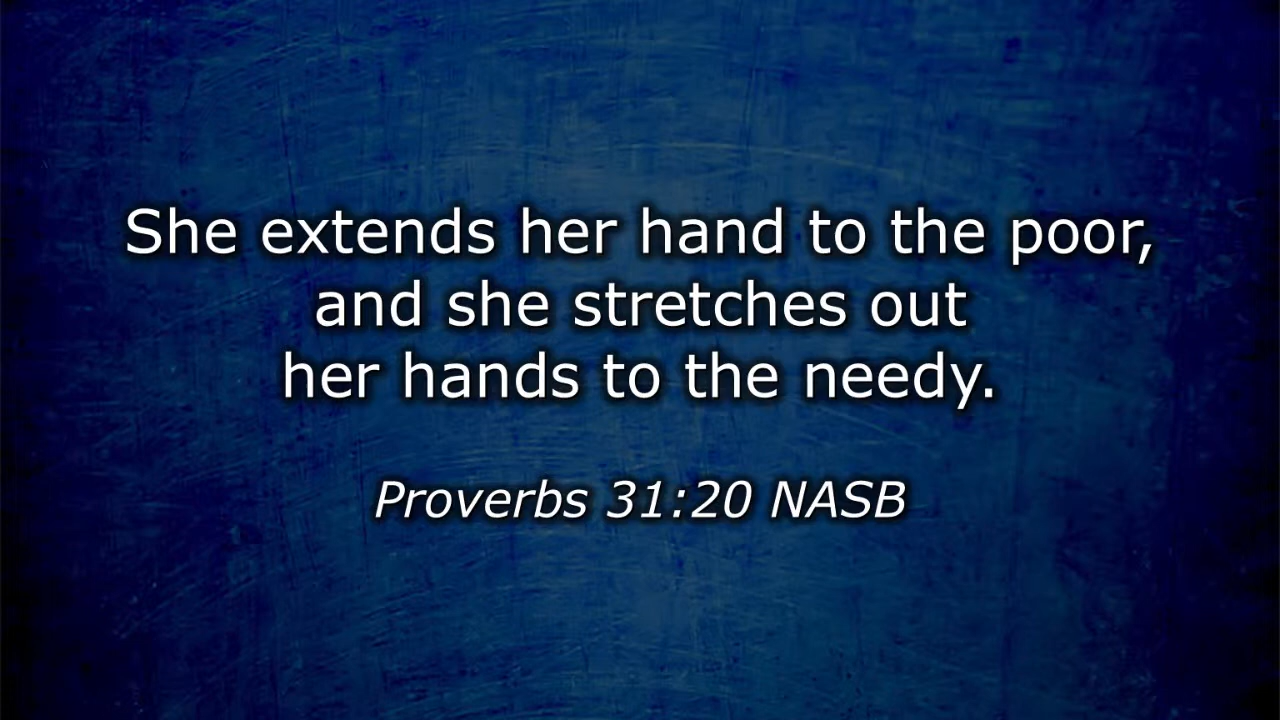 She extends her hand to the poor,
and she stretches out
her hands to the needy.
Proverbs 31:20 NASB